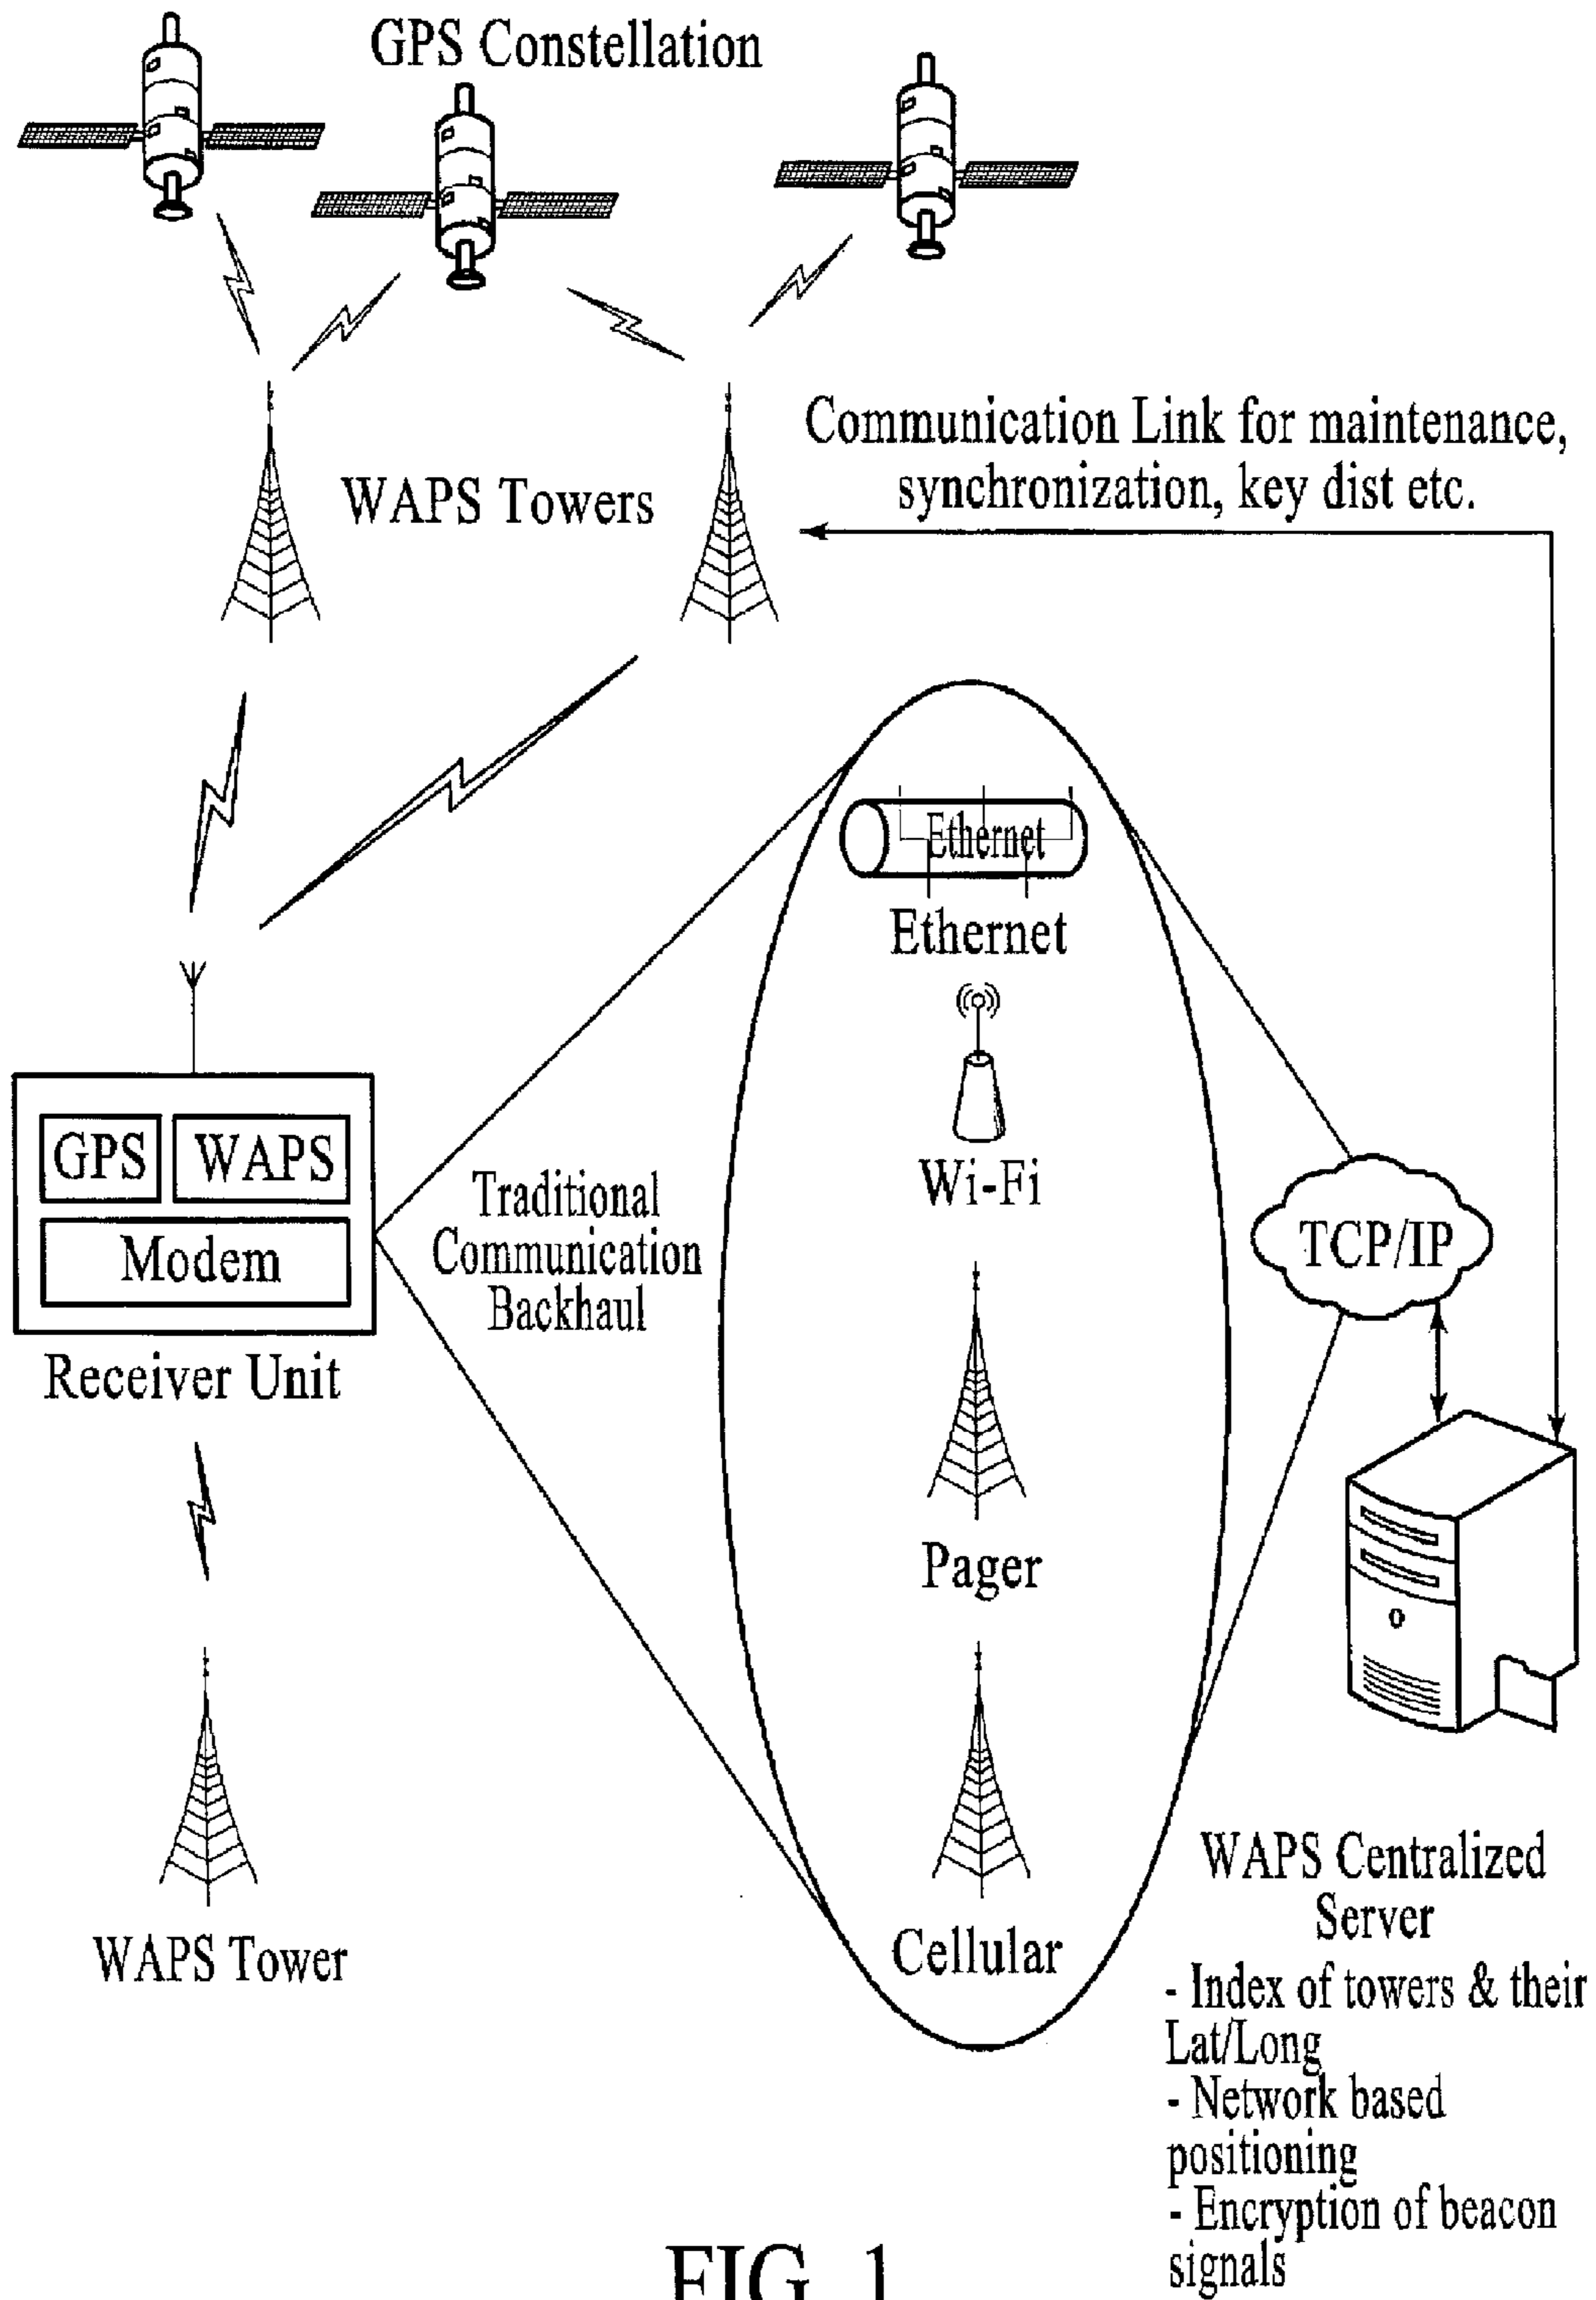 GPS Constellation
Communication Link for maintenance,
synchronization, key dist etc.
WAPS Towers
Ethernet
Ethernet
Wi-Fi
GPS
WAPS
Modem
Receiver Unit
Traditional
Communication
Backhaul
TCP/IP
Pager
Cellular
WAPS Tower
WAPS Centralized
Server
- Index of towers & their
Lat/Long
- Network based
positioning
- Encryption of beacon
signals
FIG. 1